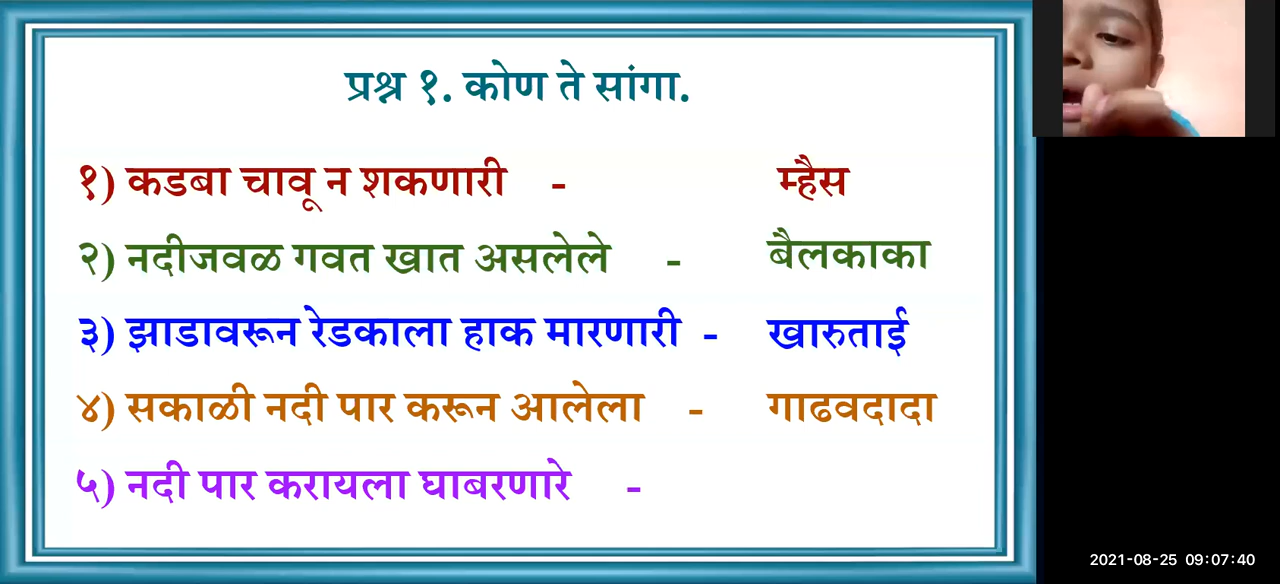 प्रश्न १. कोण ते सांगा.
१) कडबा चावू न शकणारी - म्हैस
२) नदीजवळ गवत खात असलेले - बैलकाका
३) झाडावरून रेडकाला हाक मारणारी - खारुताई
४) सकाळी नदी पार करून आलेला - गाढवदादा
५) नदी पार करायला घाबरणारे -
2021-08-25 09:07:40